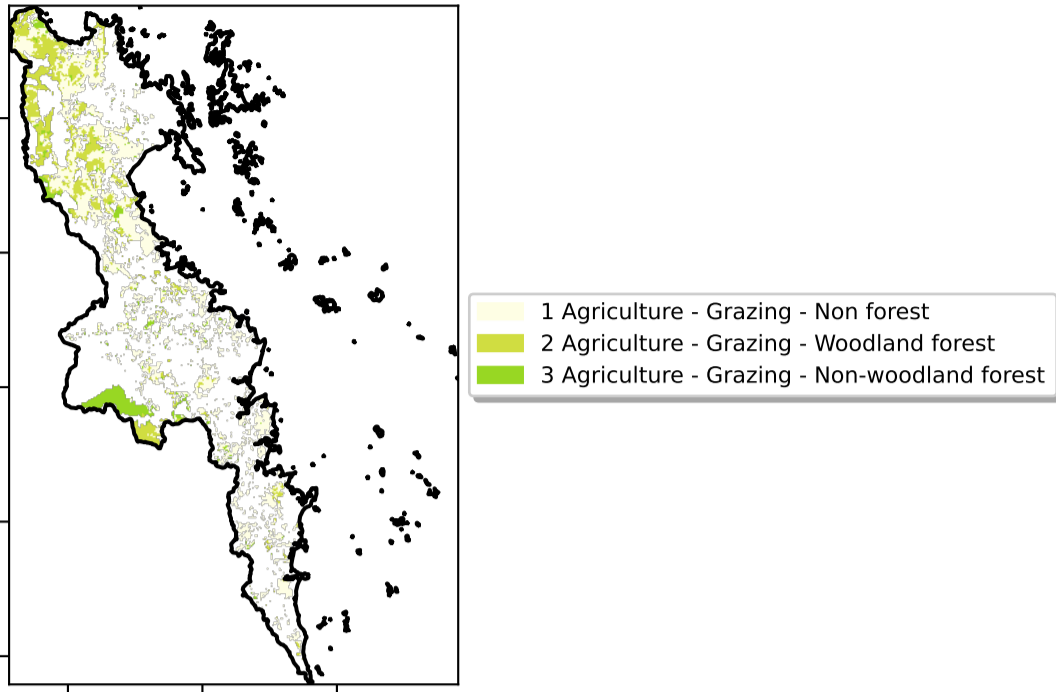 1 Agriculture - Grazing - Non forest
2 Agriculture - Grazing - Woodland forest
3 Agriculture - Grazing - Non-woodland forest